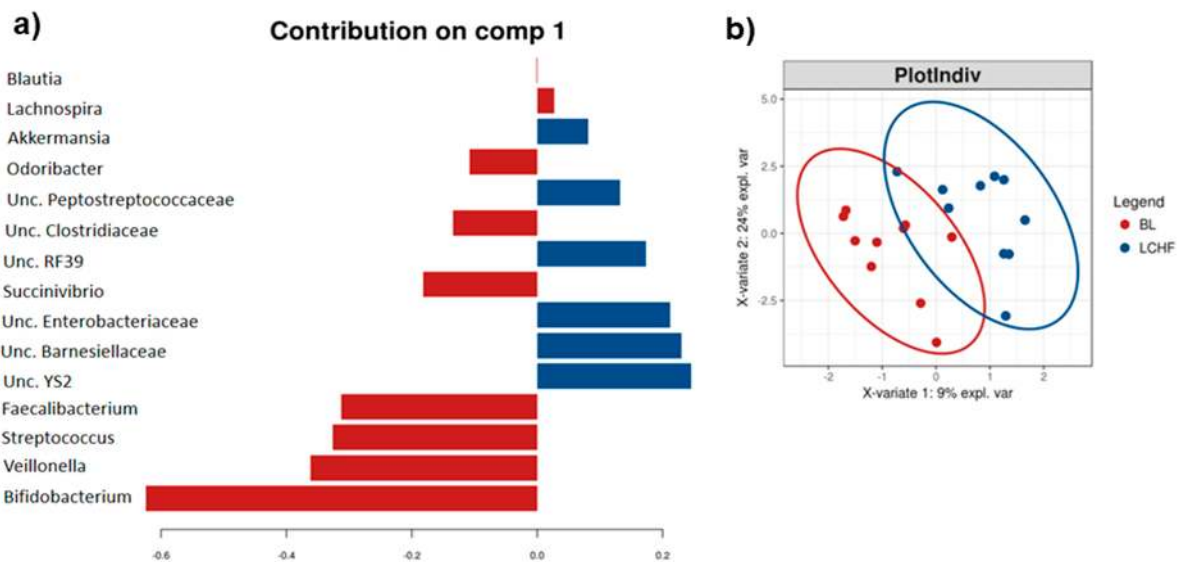 a)
Contribution on comp 1
Blautia
Lachnospira
Akkermansia
Odoribacter
Unc. Peptostreptococcaceae
Unc. Clostridiaceae
Unc. RF39
Succinivibrio
Unc. Enterobacteriaceae
Unc. Barnesiellaceae
Unc. YS2
Faecalibacterium
Streptococcus
Veillonella
Bifidobacterium
-0.6 -0.4 -0.2 0.0 0.2
b)
PlotIndiv
5.0
2.5
0.0
-2.5
X-variate 2: 24% expl. var
-2 -1 0 1 2
X-variate 1: 9% expl. var
Legend
BL
LCHF